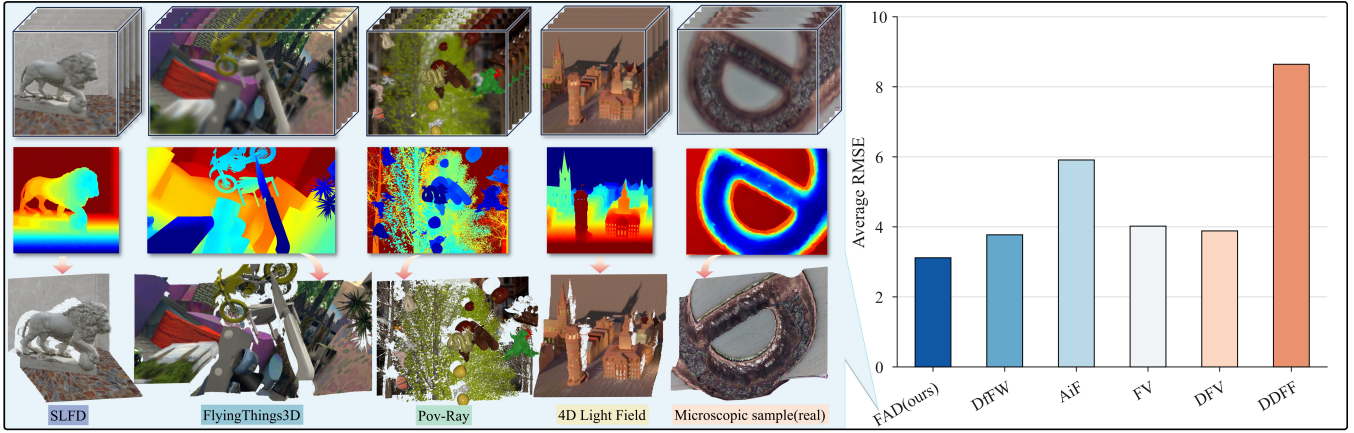 SLFD
FlyingThings3D
Pov-Ray
4D Light Field
Microscopic sample(real)
Average RMSE
10
8
6
4
2
0
FAD(ours)
DfFW
AiF
FV
DFV
DDFF